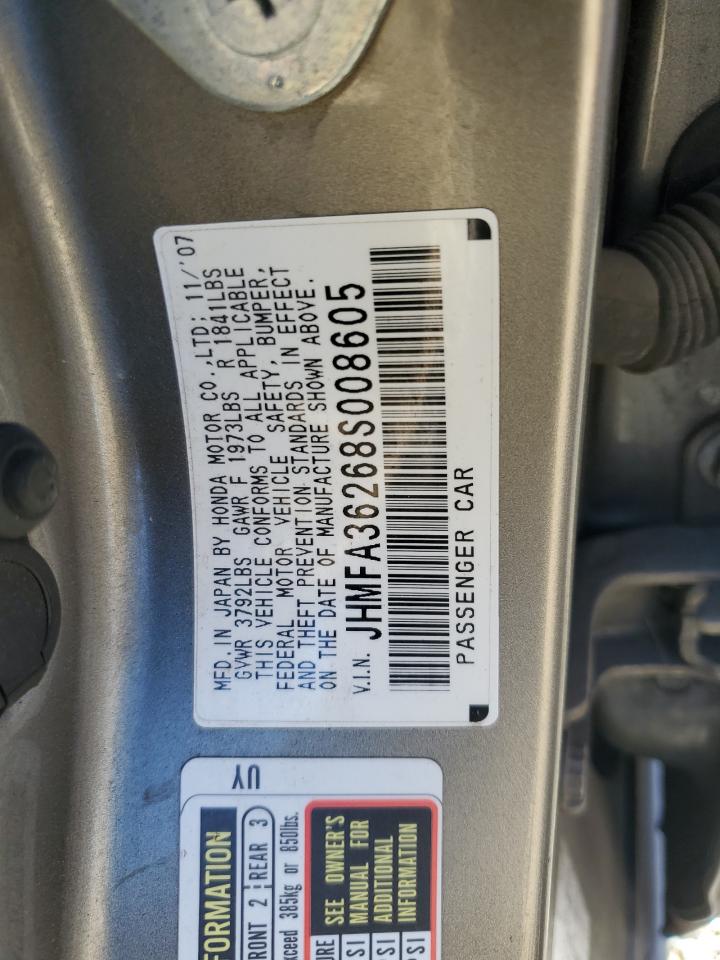 MFD. IN JAPAN BY HONDA MOTOR CO.,LTD; 11/'07
GVWR 3792LBS GAWR F 1973LBS R 1841LBS
THIS VEHICLE CONFORMS TO ALL APPLICABLE
FEDERAL MOTOR VEHICLE SAFETY, BUMPER,
AND THEFT PREVENTION STANDARDS IN EFFECT
ON THE DATE OF MANUFACTURE SHOWN ABOVE.
V.I.N. JHMFA36268S008605
PASSENGER CAR
UY
FORMATION
FRONT 2 REAR 3
exceed 385kg or 850lbs.
SEE OWNER'S
MANUAL FOR
ADDITIONAL
INFORMATION